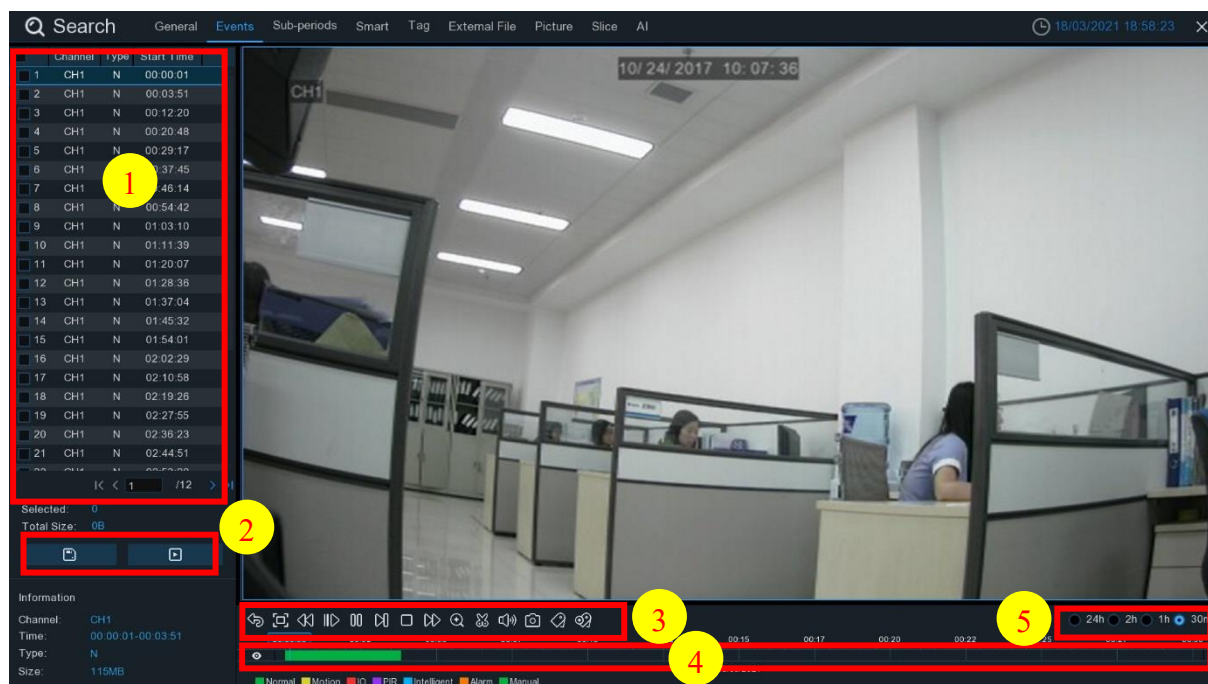 Search General Events Sub-periods Smart Tag External File Picture Slice AI 18/03/2021 18:58:23
Channel Type Start Time
1 CH1 N 00:00:01
2 CH1 N 00:03:51
3 CH1 N 00:12:20
4 CH1 N 00:20:48
5 CH1 N 00:29:17
6 CH1 37:45
7 CH1 46:14
8 CH1 N 00:54:42
9 CH1 N 01:03:10
10 CH1 N 01:11:39
11 CH1 N 01:20:07
12 CH1 N 01:28:36
13 CH1 N 01:37:04
14 CH1 N 01:45:32
15 CH1 N 01:54:01
16 CH1 N 02:02:29
17 CH1 N 02:10:58
18 CH1 N 02:19:26
19 CH1 N 02:27:55
20 CH1 N 02:36:23
21 CH1 N 02:44:51
1 /12
1
Selected: 0
Total Size: 0B
2
Information
Channel: CH1
Time: 00:00:01-00:03:51
Type: N
Size: 115MB
10/24/2017 10:07:36
CH1
3
5
24h 2h 1h 30m
00:15 00:17 00:20 00:22
4
Normal Motion IO PIR Intelligent Alarm Manual